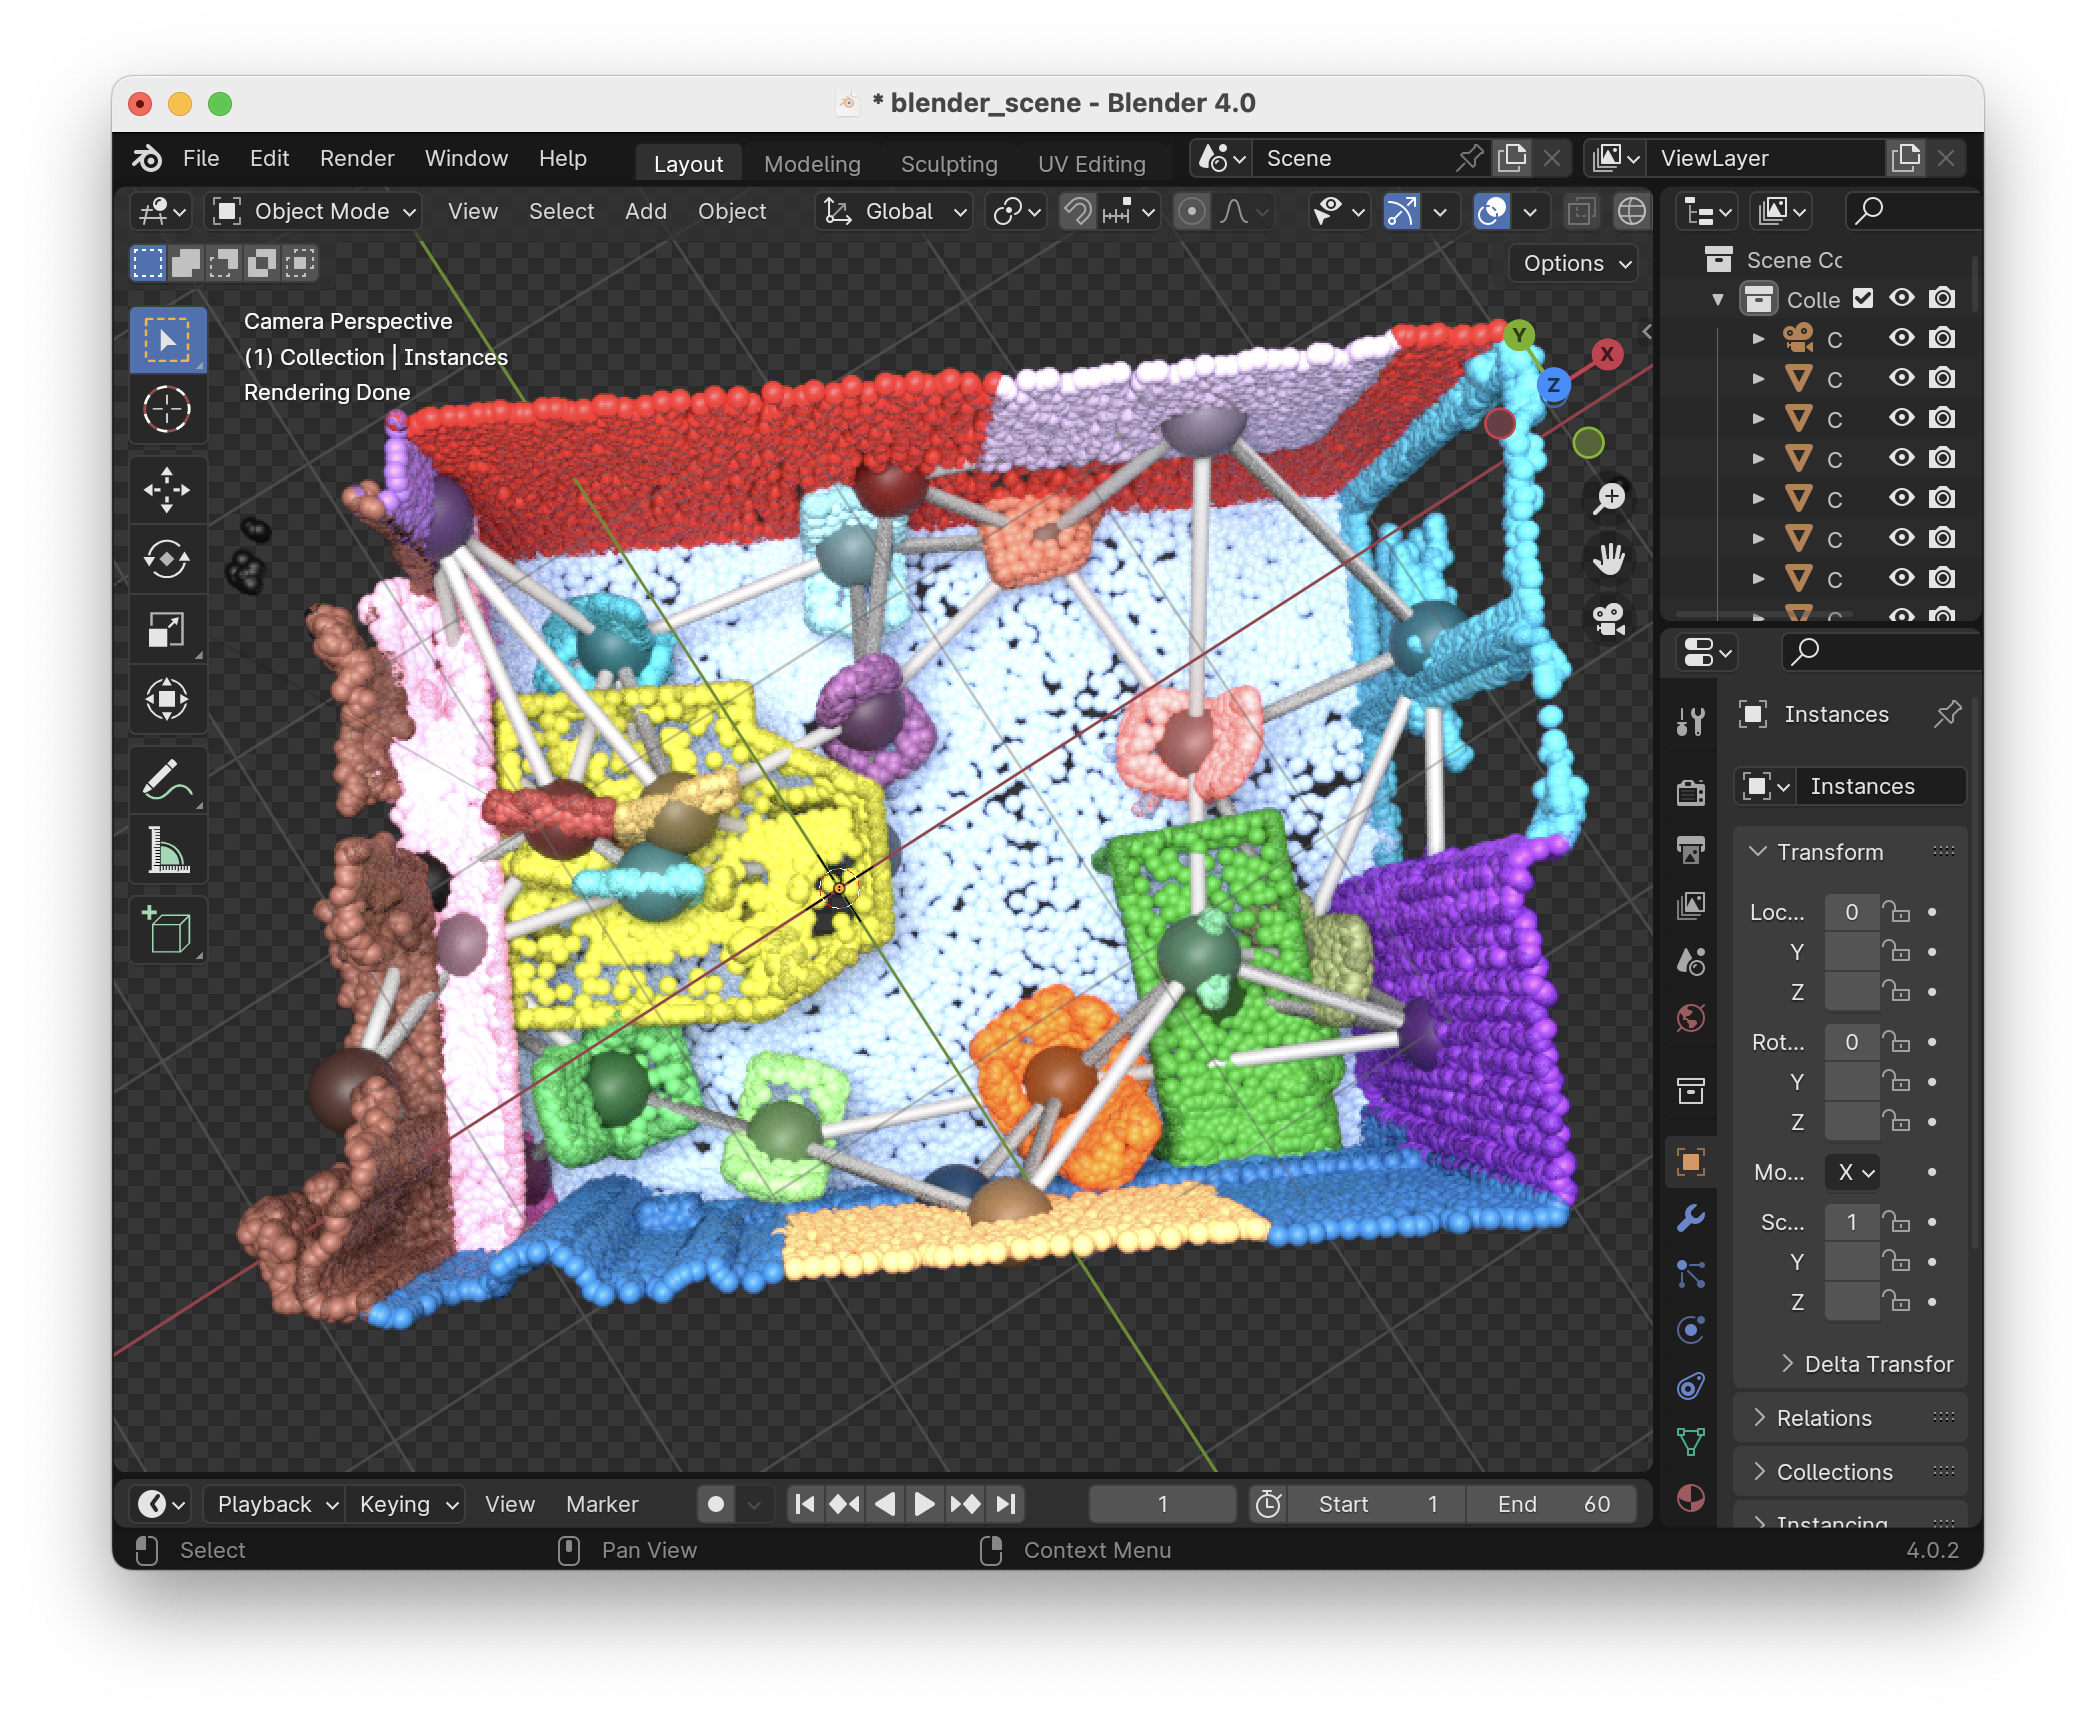 * blender_scene - Blender 4.0
File Edit Render Window Help Layout Modeling Sculpting UV Editing Scene ViewLayer
Object Mode View Select Add Object Global
Options
Camera Perspective
(1) Collection | Instances
Rendering Done
Y
X
Z
Scene Cc
Colle
C
C
C
C
C
C
C
Instances
Instances
Transform
Loc... 0
Y
Z
Rot... 0
Y
Z
Mo... X
Sc... 1
Y
Z
Delta Transfor
Relations
Collections
Instancing
Playback Keying View Marker 1 Start 1 End 60
Select Pan View Context Menu 4.0.2